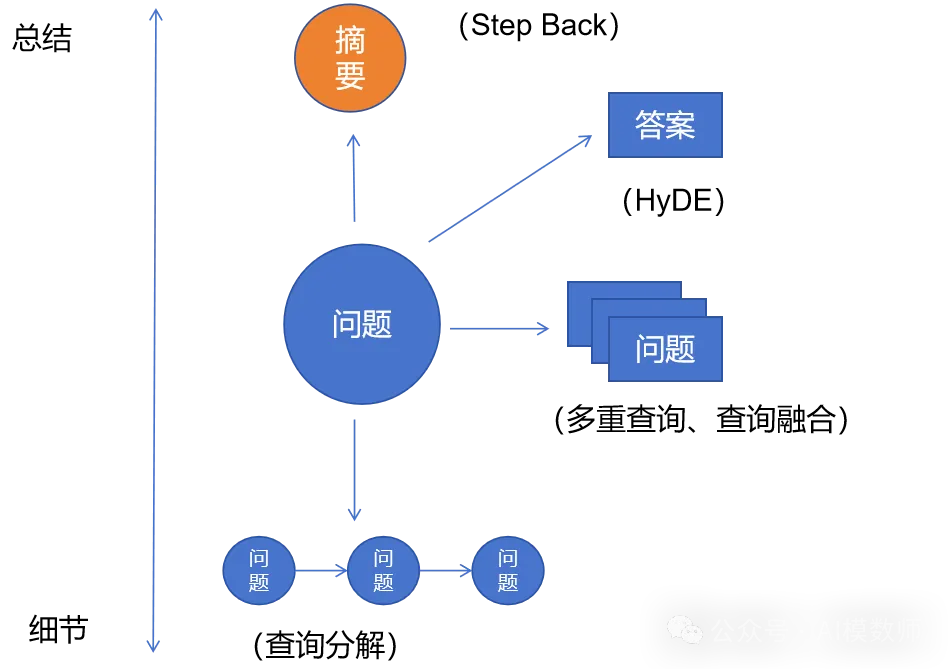 总结
摘
要
（Step Back）
答案
（HyDE）
问题
问题
（多重查询、查询融合）
问
题
问
题
问
题
细节
（查询分解）
公众号
模数师